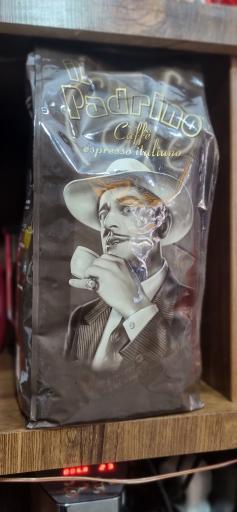 il
Padrino
Caffè
espresso italiano